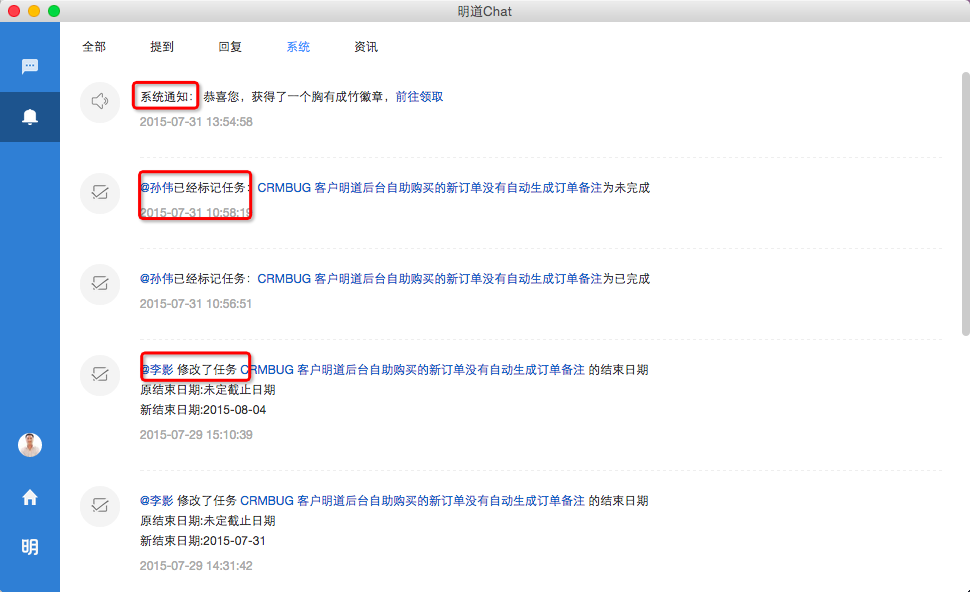 明道Chat
全部 提到 回复 系统 资讯
系统通知：恭喜您，获得了一个胸有成竹徽章，前往领取
2015-07-31 13:54:58
@孙伟已经标记任务：CRMBUG 客户明道后台自助购买的新订单没有自动生成订单备注为未完成
2015-07-31 10:58:19
@孙伟已经标记任务：CRMBUG 客户明道后台自助购买的新订单没有自动生成订单备注为已完成
2015-07-31 10:56:51
@李影 修改了任务 CRMBUG 客户明道后台自助购买的新订单没有自动生成订单备注 的结束日期
原结束日期:未定截止日期
新结束日期:2015-08-04
2015-07-29 15:10:39
@李影 修改了任务 CRMBUG 客户明道后台自助购买的新订单没有自动生成订单备注 的结束日期
原结束日期:未定截止日期
新结束日期:2015-07-31
2015-07-29 14:31:42
明